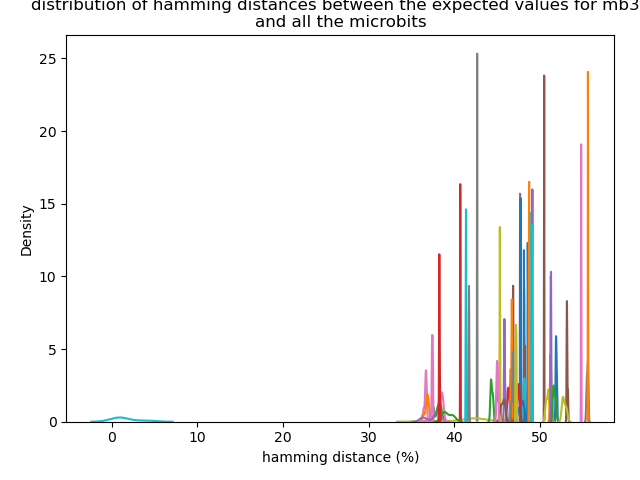 distribution of hamming distances between the expected values for mb3
and all the microbits
25
20
15
10
5
0
Density
0 10 20 30 40 50
hamming distance (%)